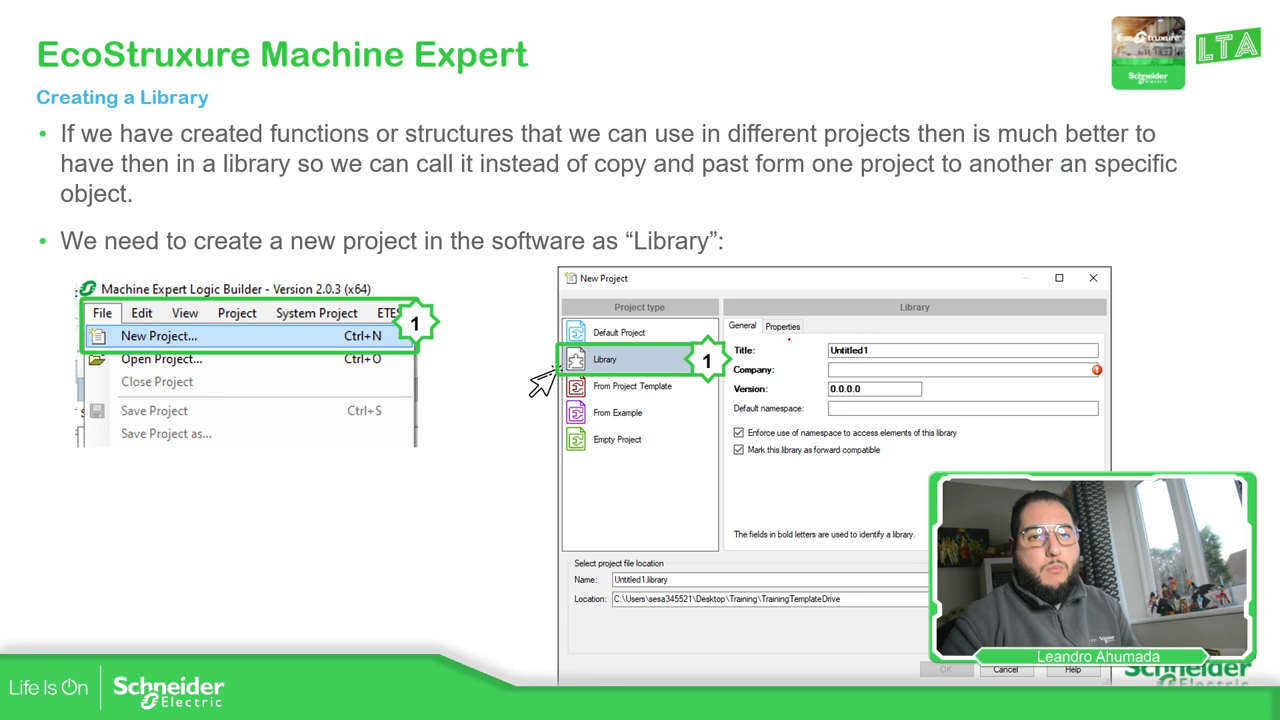 EcoStruxure Machine Expert
EcoStruxure
Schneider
Electric
LTA
Creating a Library
• If we have created functions or structures that we can use in different projects then is much better to
have then in a library so we can call it instead of copy and past form one project to another an specific
object.
• We need to create a new project in the software as “Library”:
Machine Expert Logic Builder - Version 2.0.3 (x64)
File Edit View Project System Project ETES
1
New Project... Ctrl+N
Open Project... Ctrl+O
Close Project
Save Project Ctrl+S
Save Project as...
New Project
Project type
Default Project
Library
1
From Project Template
From Example
Empty Project
Library
General Properties
Title: Untitled1
Company:
Version: 0.0.0.0
Default namespace:
Enforce use of namespace to access elements of this library
Mark this library as forward compatible
The fields in bold letters are used to identify a library.
Select project file location
Name: Untitled1.library
Location: C:\Users\sesa345521\Desktop\Training\TrainingTemplateDrive
OK Cancel Help
Leandro Ahumada
Schneider
Electric
Life Is On
Schneider
Electric